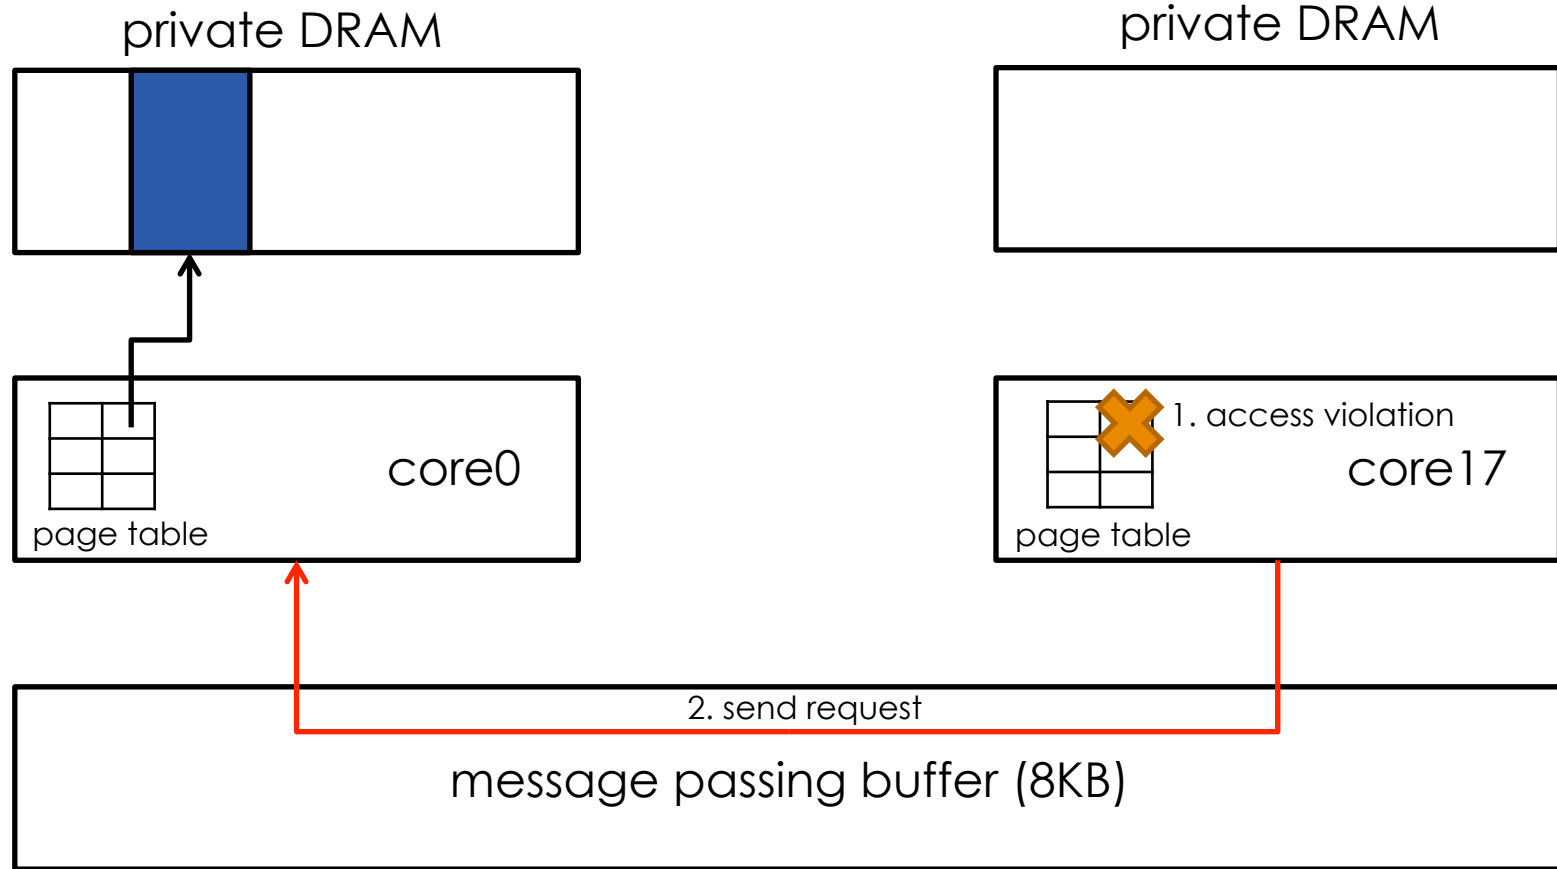 private DRAM
private DRAM
1. access violation
core0
core17
page table
page table
2. send request
message passing buffer (8KB)